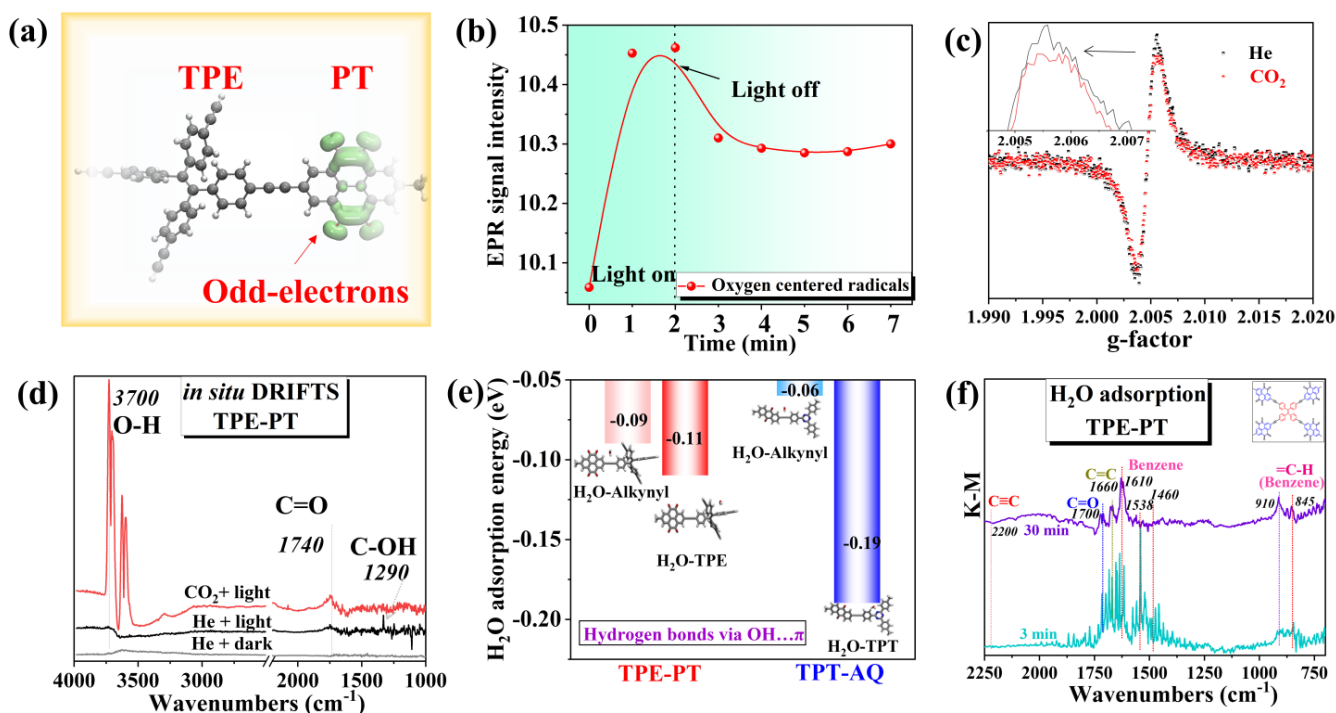 (a)
TPE
PT
Odd-electrons
(b)
EPR signal intensity
10.5
10.4
10.3
10.2
10.1
Light off
Light on
Oxygen centered radicals
0 1 2 3 4 5 6 7
Time (min)
(c)
He
CO₂
2.005 2.006 2.007
1.990 1.995 2.000 2.005 2.010 2.015 2.020
g-factor
(d)
3700
O-H
in situ DRIFTS
TPE-PT
C=O
1740
C-OH
1290
CO₂+ light
He + light
He + dark
4000 3500 3000 2000 1500 1000
Wavenumbers (cm⁻¹)
(e)
H₂O adsorption energy (eV)
-0.05
-0.10
-0.15
-0.20
-0.09
-0.11
-0.06
-0.19
H₂O-Alkynyl
H₂O-TPE
H₂O-Alkynyl
H₂O-TPT
Hydrogen bonds via OH…π
TPE-PT
TPT-AQ
(f)
H₂O adsorption
TPE-PT
K-M
C≡C
2200
C=O
1700
C=C
1660
Benzene
1610
1538
1460
=C-H
(Benzene)
910
845
30 min
3 min
2250 2000 1750 1500 1250 1000 750
Wavenumbers (cm⁻¹)